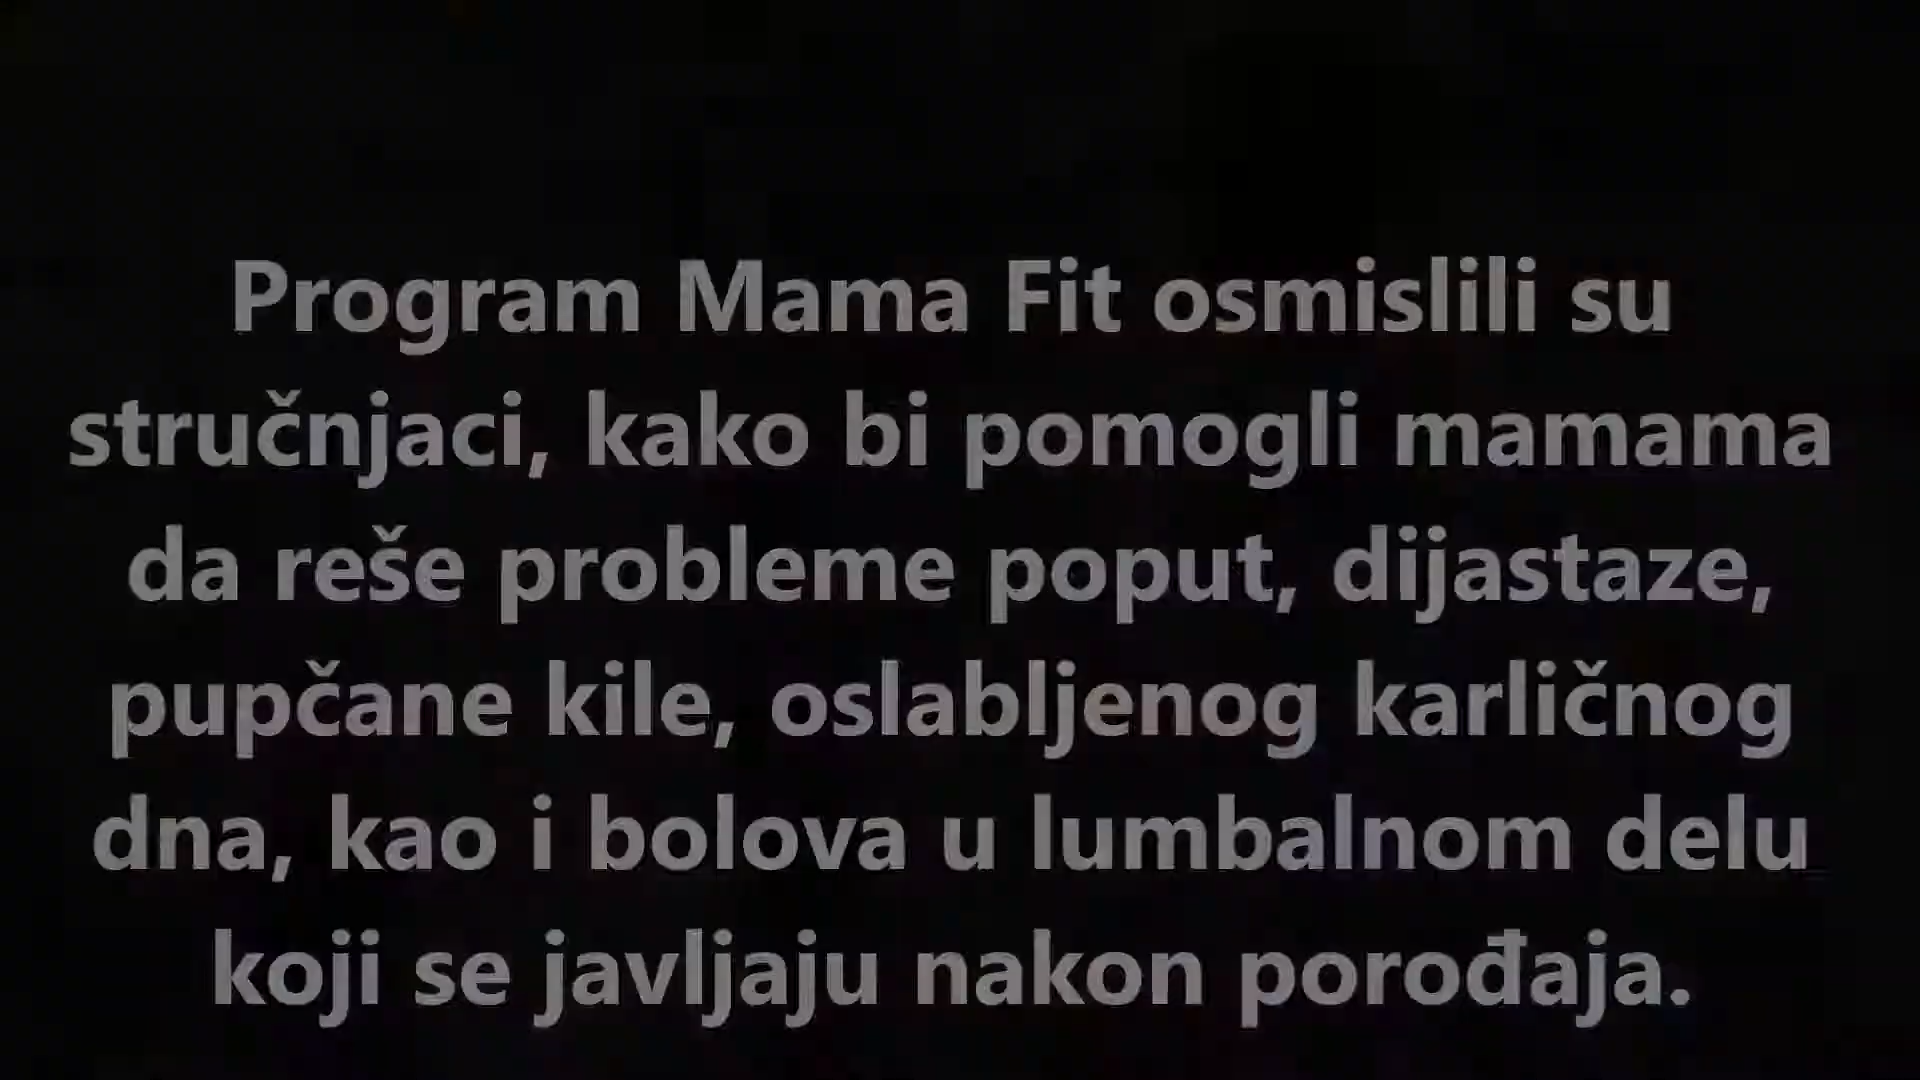 Program Mama Fit osmislili su
stručnjaci, kako bi pomogli mamama
da reše probleme poput, dijastaze,
pupčane kile, oslabljenog karličnog
dna, kao i bolova u lumbalnom delu
koji se javljaju nakon porođaja.